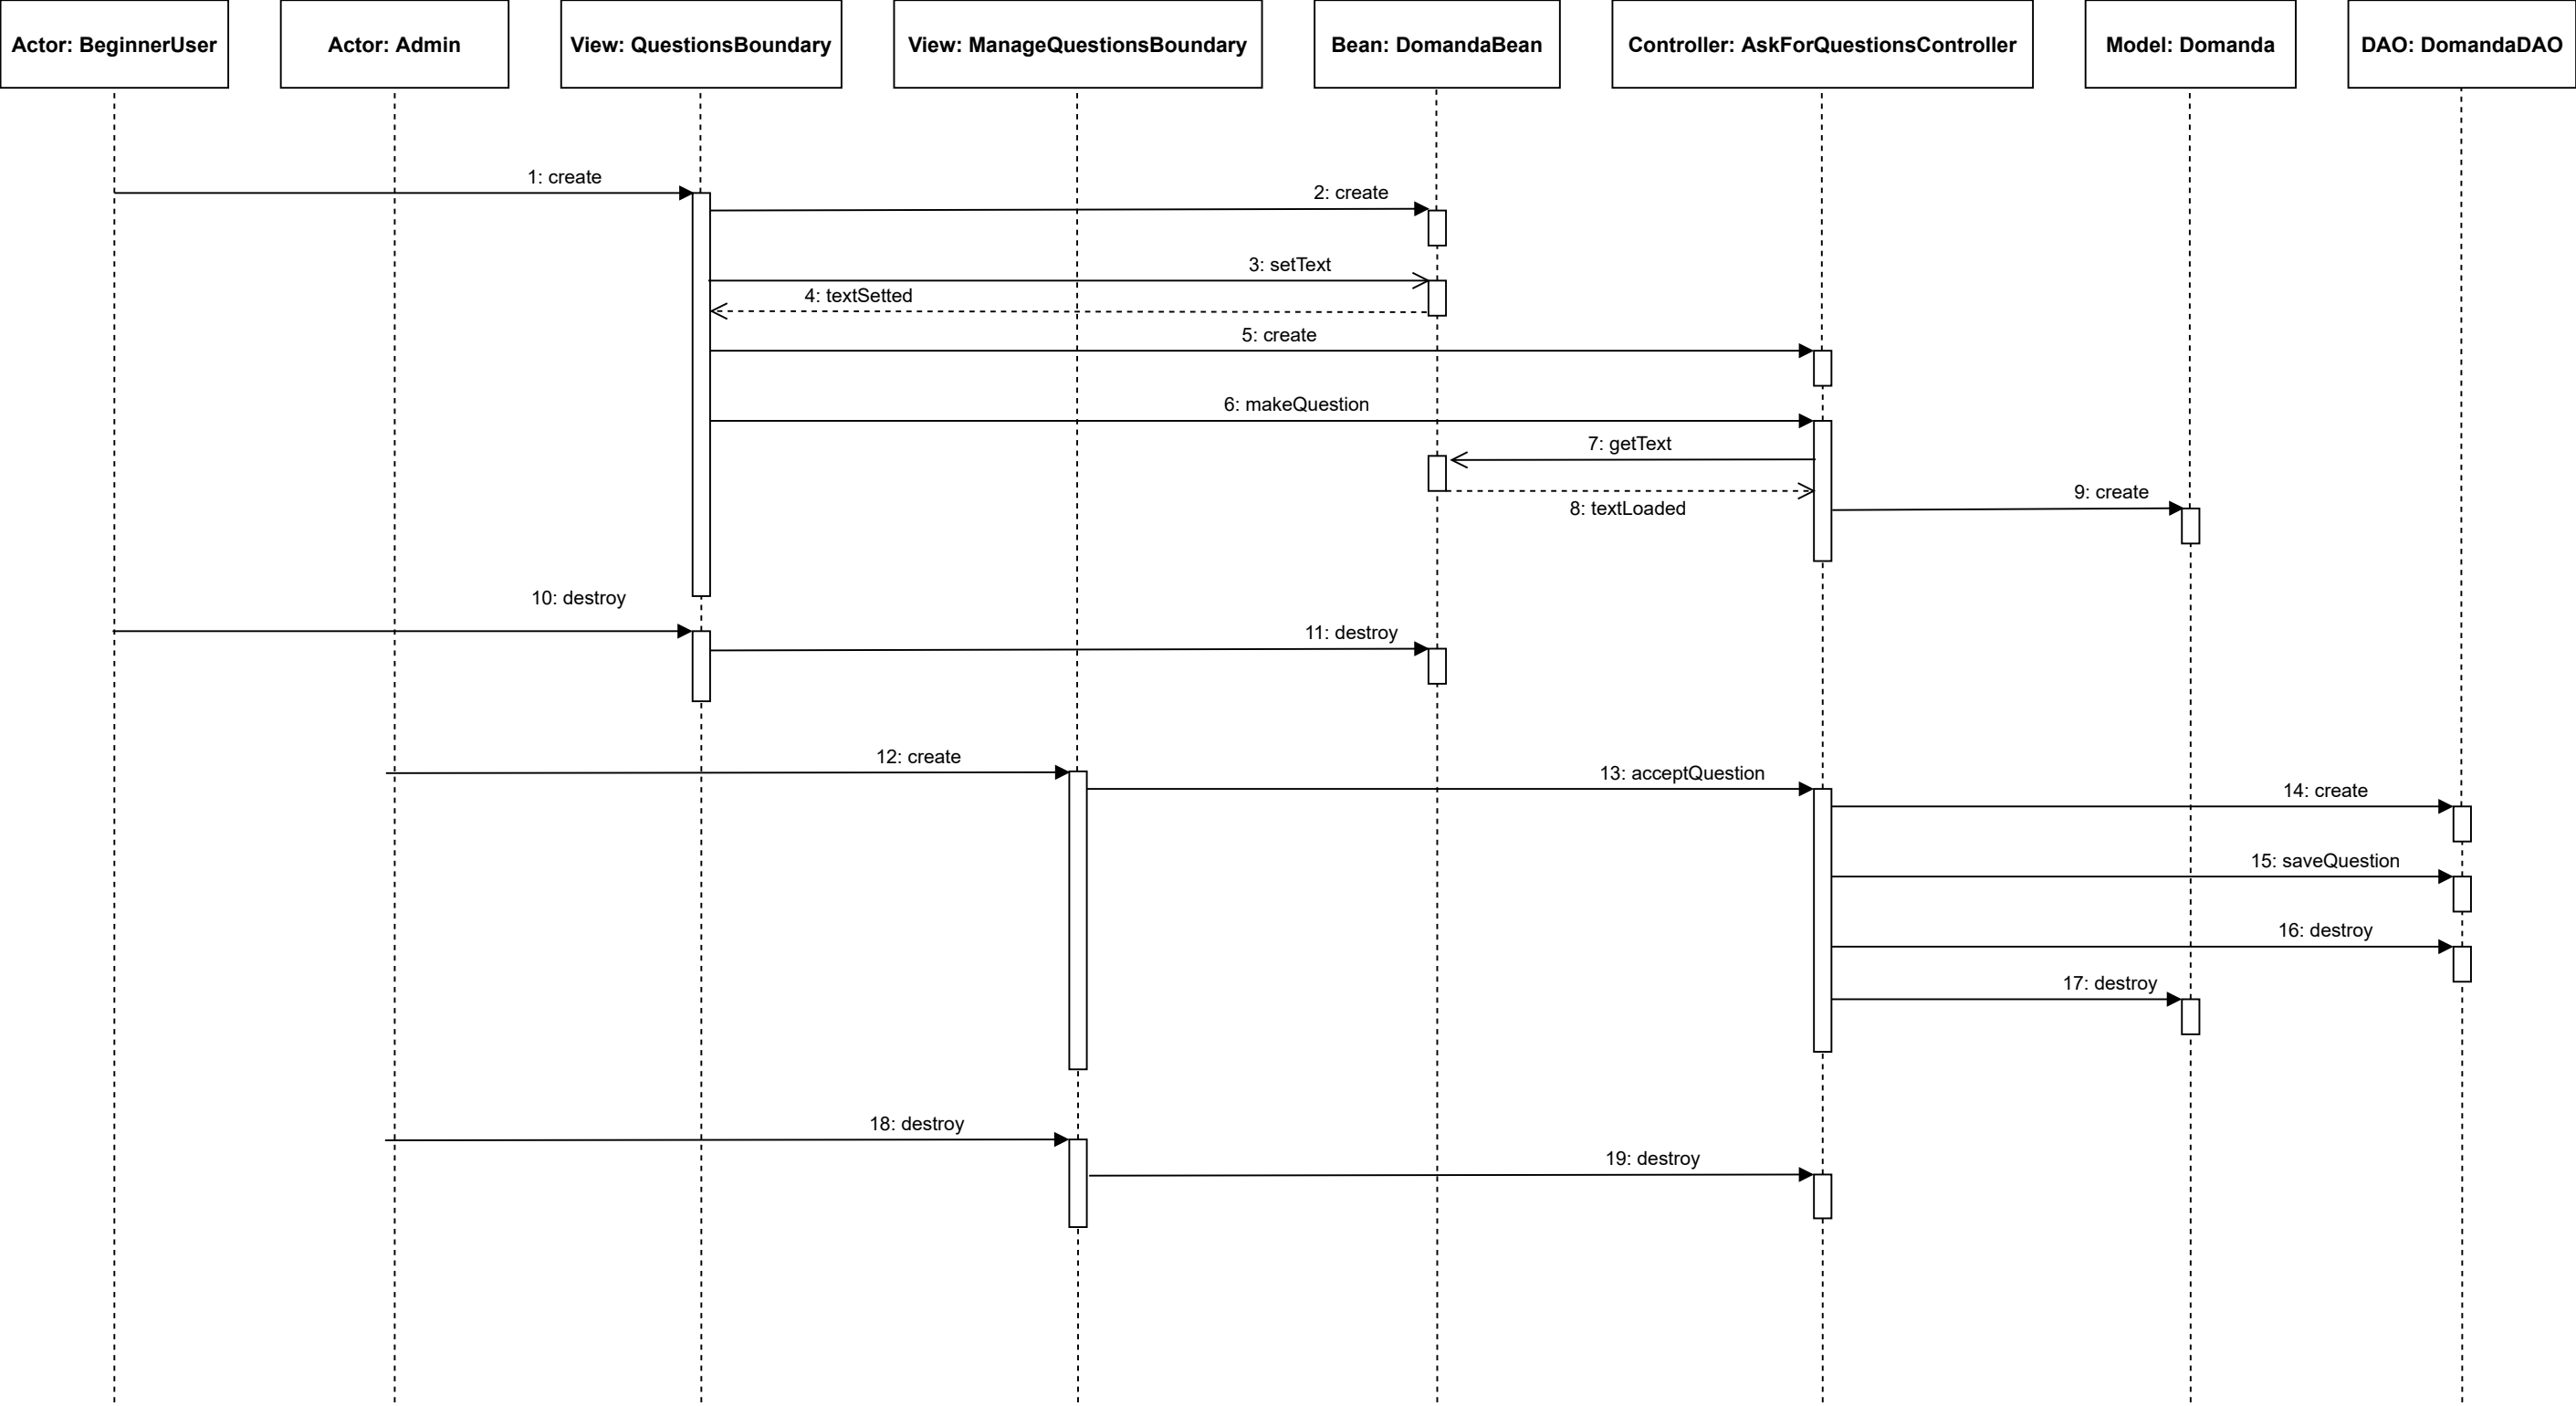 Actor: BeginnerUser
Actor: Admin
View: QuestionsBoundary
View: ManageQuestionsBoundary
Bean: DomandaBean
Controller: AskForQuestionsController
Model: Domanda
DAO: DomandaDAO
1: create
2: create
3: setText
4: textSetted
5: create
6: makeQuestion
7: getText
8: textLoaded
9: create
10: destroy
11: destroy
12: create
13: acceptQuestion
14: create
15: saveQuestion
16: destroy
17: destroy
18: destroy
19: destroy